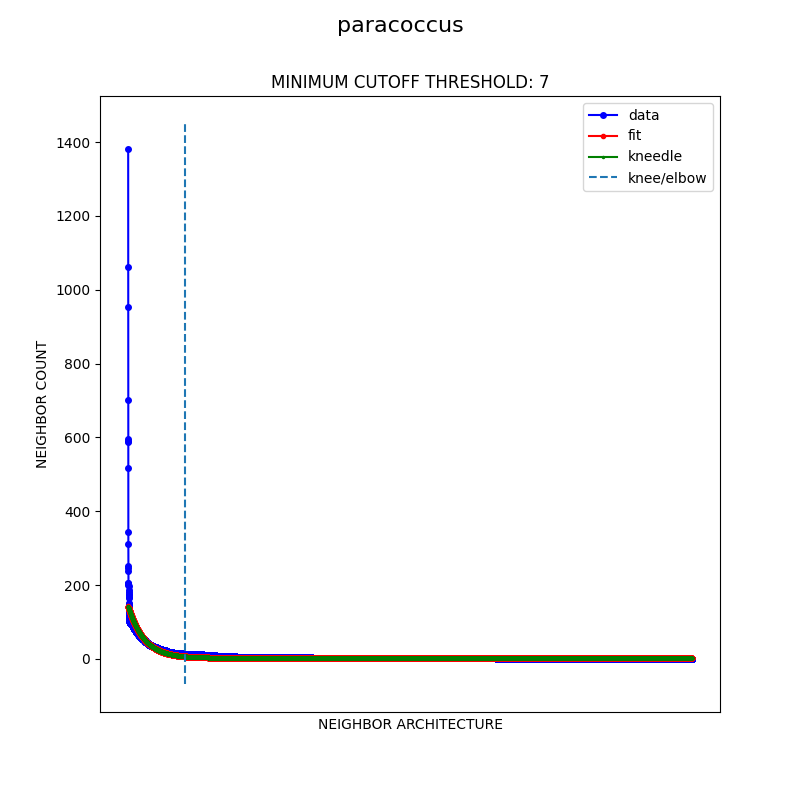 paracoccus
MINIMUM CUTOFF THRESHOLD: 7
data
fit
kneedle
knee/elbow
1400
1200
1000
800
600
400
200
0
NEIGHBOR COUNT
NEIGHBOR ARCHITECTURE